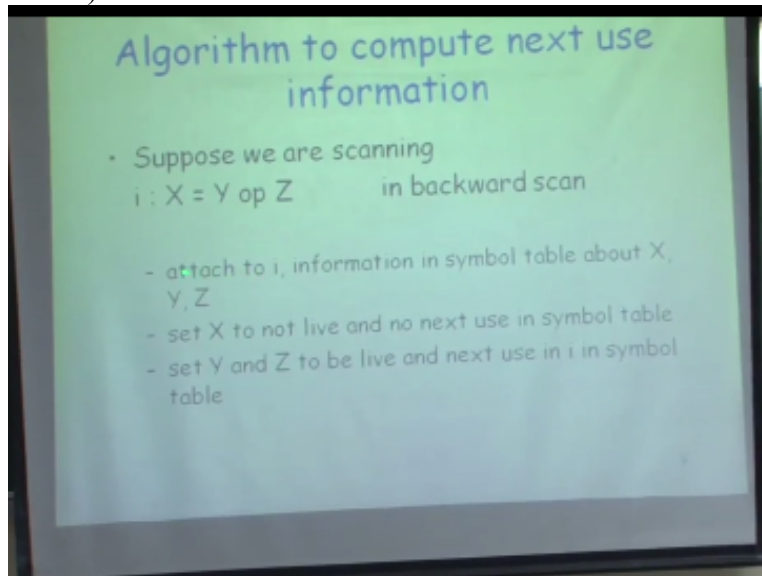 Algorithm to compute next use
information
• Suppose we are scanning
i : X = Y op Z in backward scan
- attach to i, information in symbol table about X,
Y, Z
- set X to not live and no next use in symbol table
- set Y and Z to be live and next use in i in symbol
table